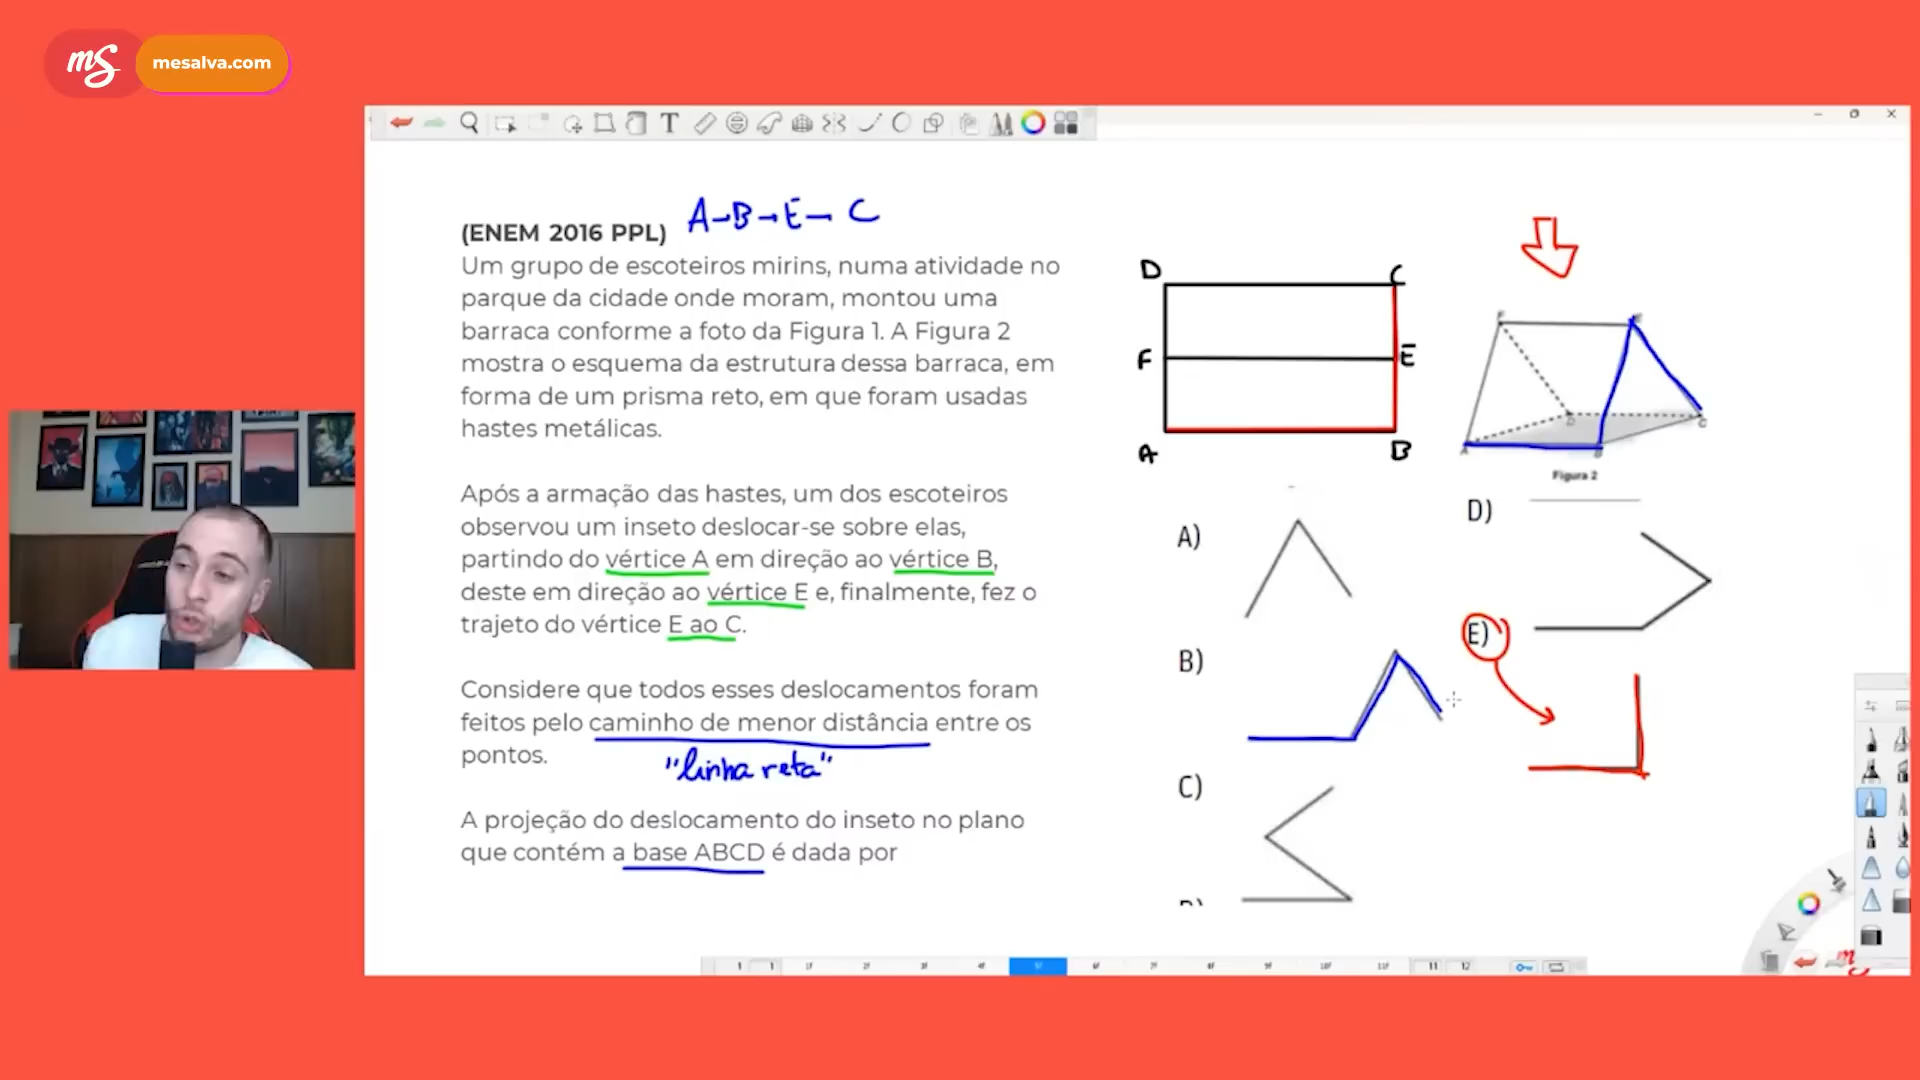 mS mesalva.com
A→B→E→C
(ENEM 2016 PPL)
Um grupo de escoteiros mirins, numa atividade no
parque da cidade onde moram, montou uma
barraca conforme a foto da Figura 1. A Figura 2
mostra o esquema da estrutura dessa barraca, em
forma de um prisma reto, em que foram usadas
hastes metálicas.
Após a armação das hastes, um dos escoteiros
observou um inseto deslocar-se sobre elas,
partindo do vértice A em direção ao vértice B,
deste em direção ao vértice E e, finalmente, fez o
trajeto do vértice E ao C.
Considere que todos esses deslocamentos foram
feitos pelo caminho de menor distância entre os
pontos.
"linha reta"
A projeção do deslocamento do inseto no plano
que contém a base ABCD é dada por
D C
F E
A B
F E
D C
A B
Figura 2
A)
B)
C)
D)
E)
11 12